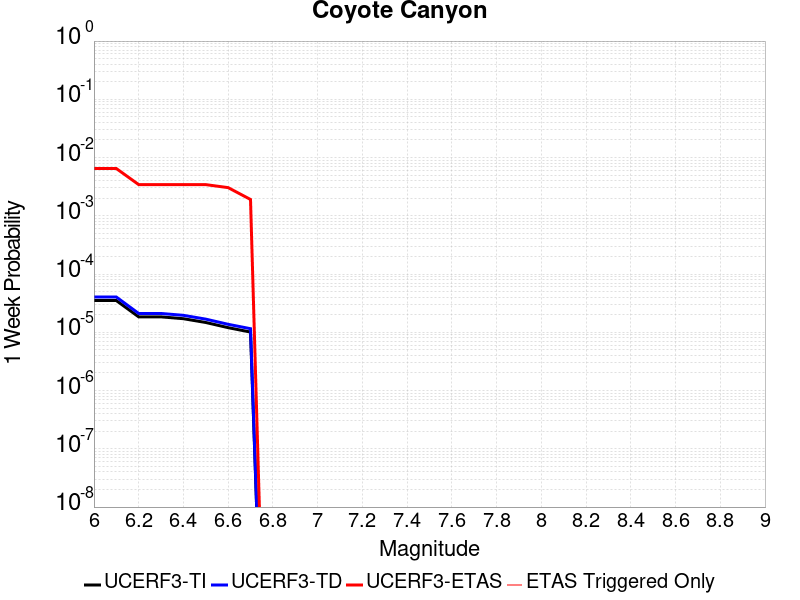 Coyote Canyon
10^0
10^-1
10^-2
10^-3
10^-4
10^-5
10^-6
10^-7
10^-8
1 Week Probability
6 6.2 6.4 6.6 6.8 7 7.2 7.4 7.6 7.8 8 8.2 8.4 8.6 8.8 9
Magnitude
UCERF3-TI UCERF3-TD UCERF3-ETAS ETAS Triggered Only